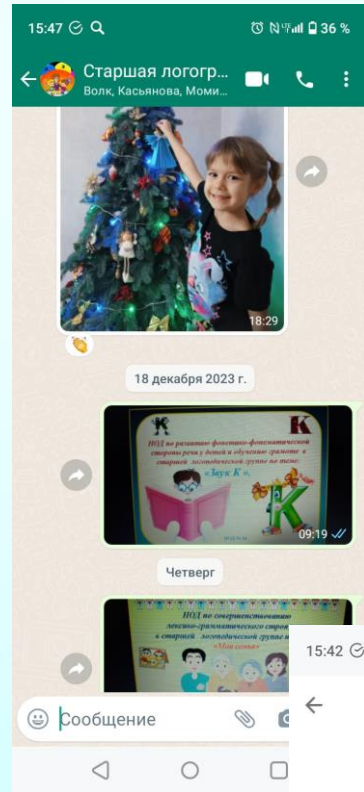 15:47
36 %
Старшая логогр...
Волк, Касьянова, Моми...
18:29
18 декабря 2023 г.
К К
НОД по развитию фонетико-фонематической
стороны речи у детей и обучению грамоте в
старшей логопедической группе по теме:
«Звук К».
К
09:19
Четверг
НОД по совершенствованию
лексико-грамматического строя
в старшей логопедической группе
«Моя семья»
Сообщение
15:42